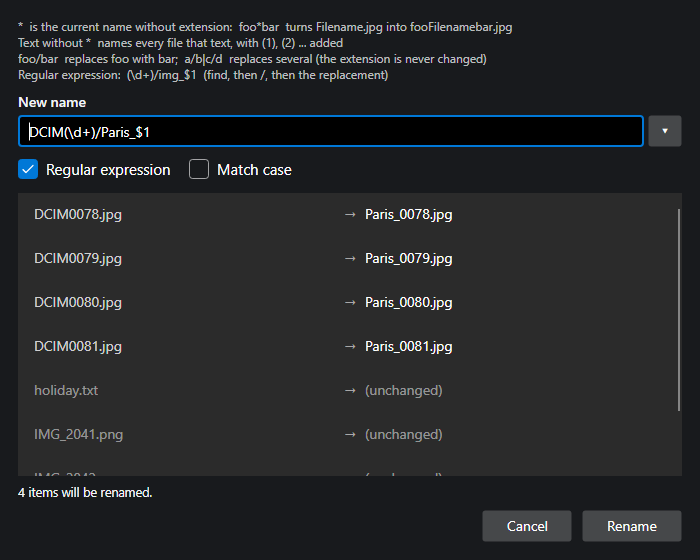 * is the current name without extension: foo*bar turns Filename.jpg into fooFilenamebar.jpg
Text without * names every file that text, with (1), (2) ... added
foo/bar replaces foo with bar; a/b|c/d replaces several (the extension is never changed)
Regular expression: (\d+)/img_$1 (find, then /, then the replacement)
New name
DCIM(\d+)/Paris_$1
Regular expression Match case
DCIM0078.jpg → Paris_0078.jpg
DCIM0079.jpg → Paris_0079.jpg
DCIM0080.jpg → Paris_0080.jpg
DCIM0081.jpg → Paris_0081.jpg
holiday.txt → (unchanged)
IMG_2041.png → (unchanged)
4 items will be renamed.
Cancel Rename